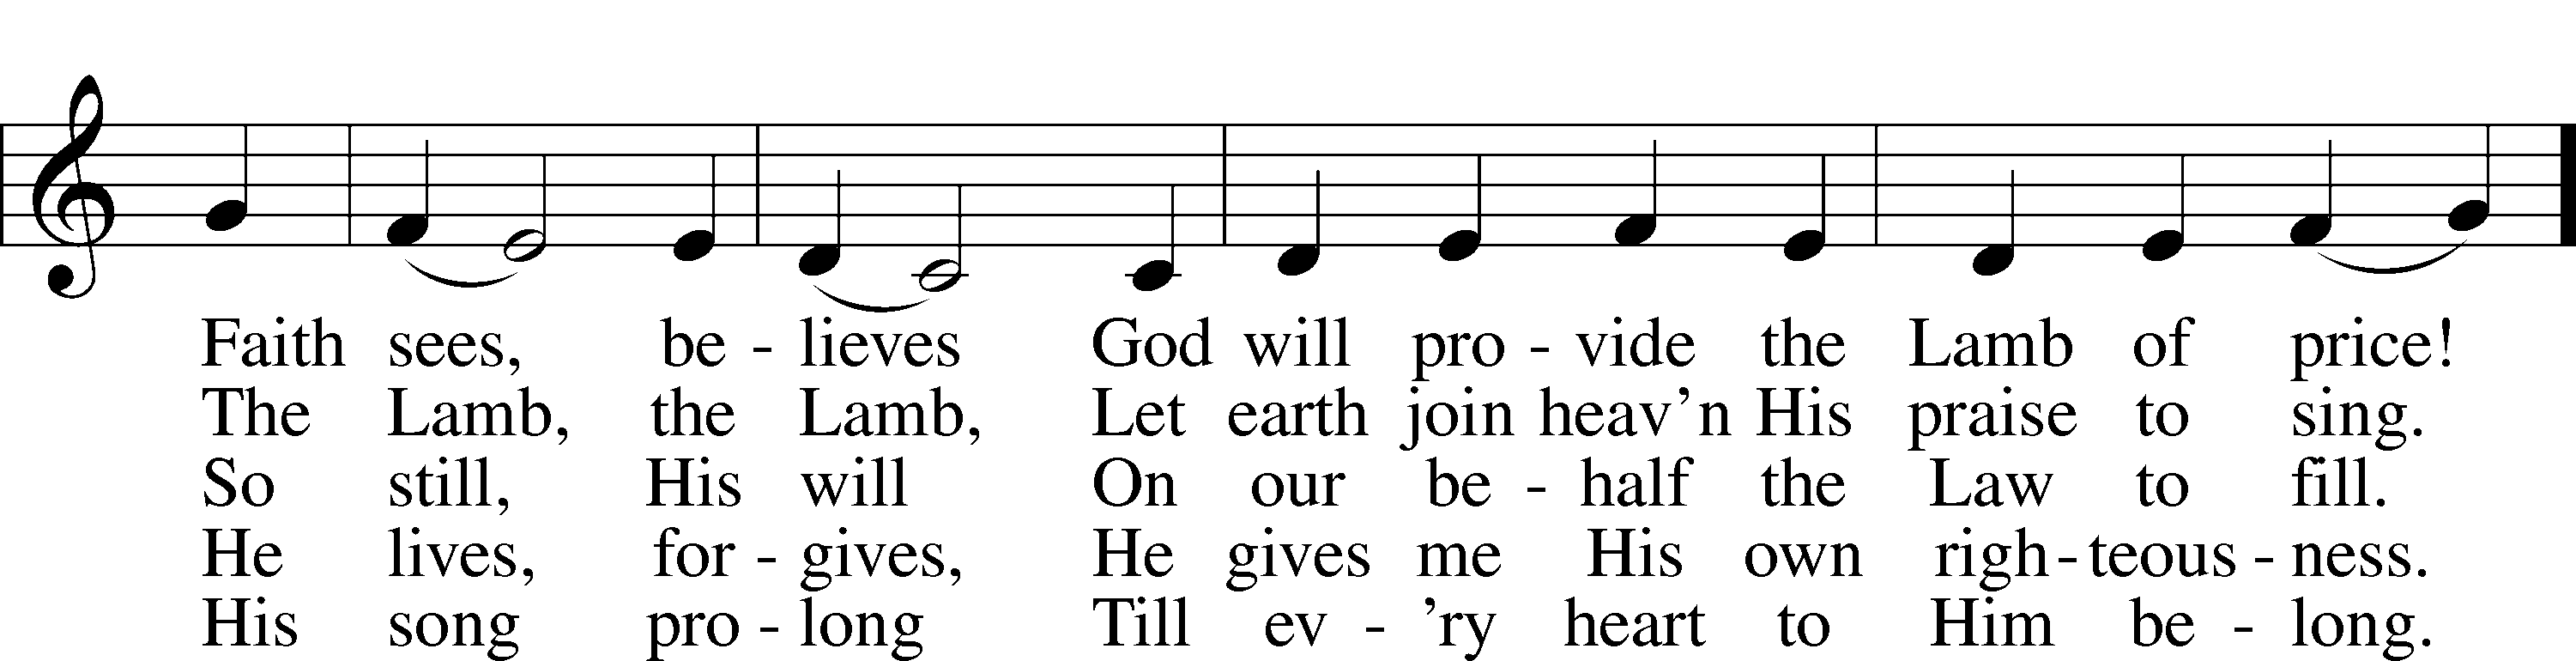 Faith sees, be - lieves God will pro - vide the Lamb of price!
The Lamb, the Lamb, Let earth join heav'n His praise to sing.
So still, His will On our be - half the Law to fill.
He lives, for - gives, He gives me His own righ - teous - ness.
His song pro - long Till ev - 'ry heart to Him be - long.